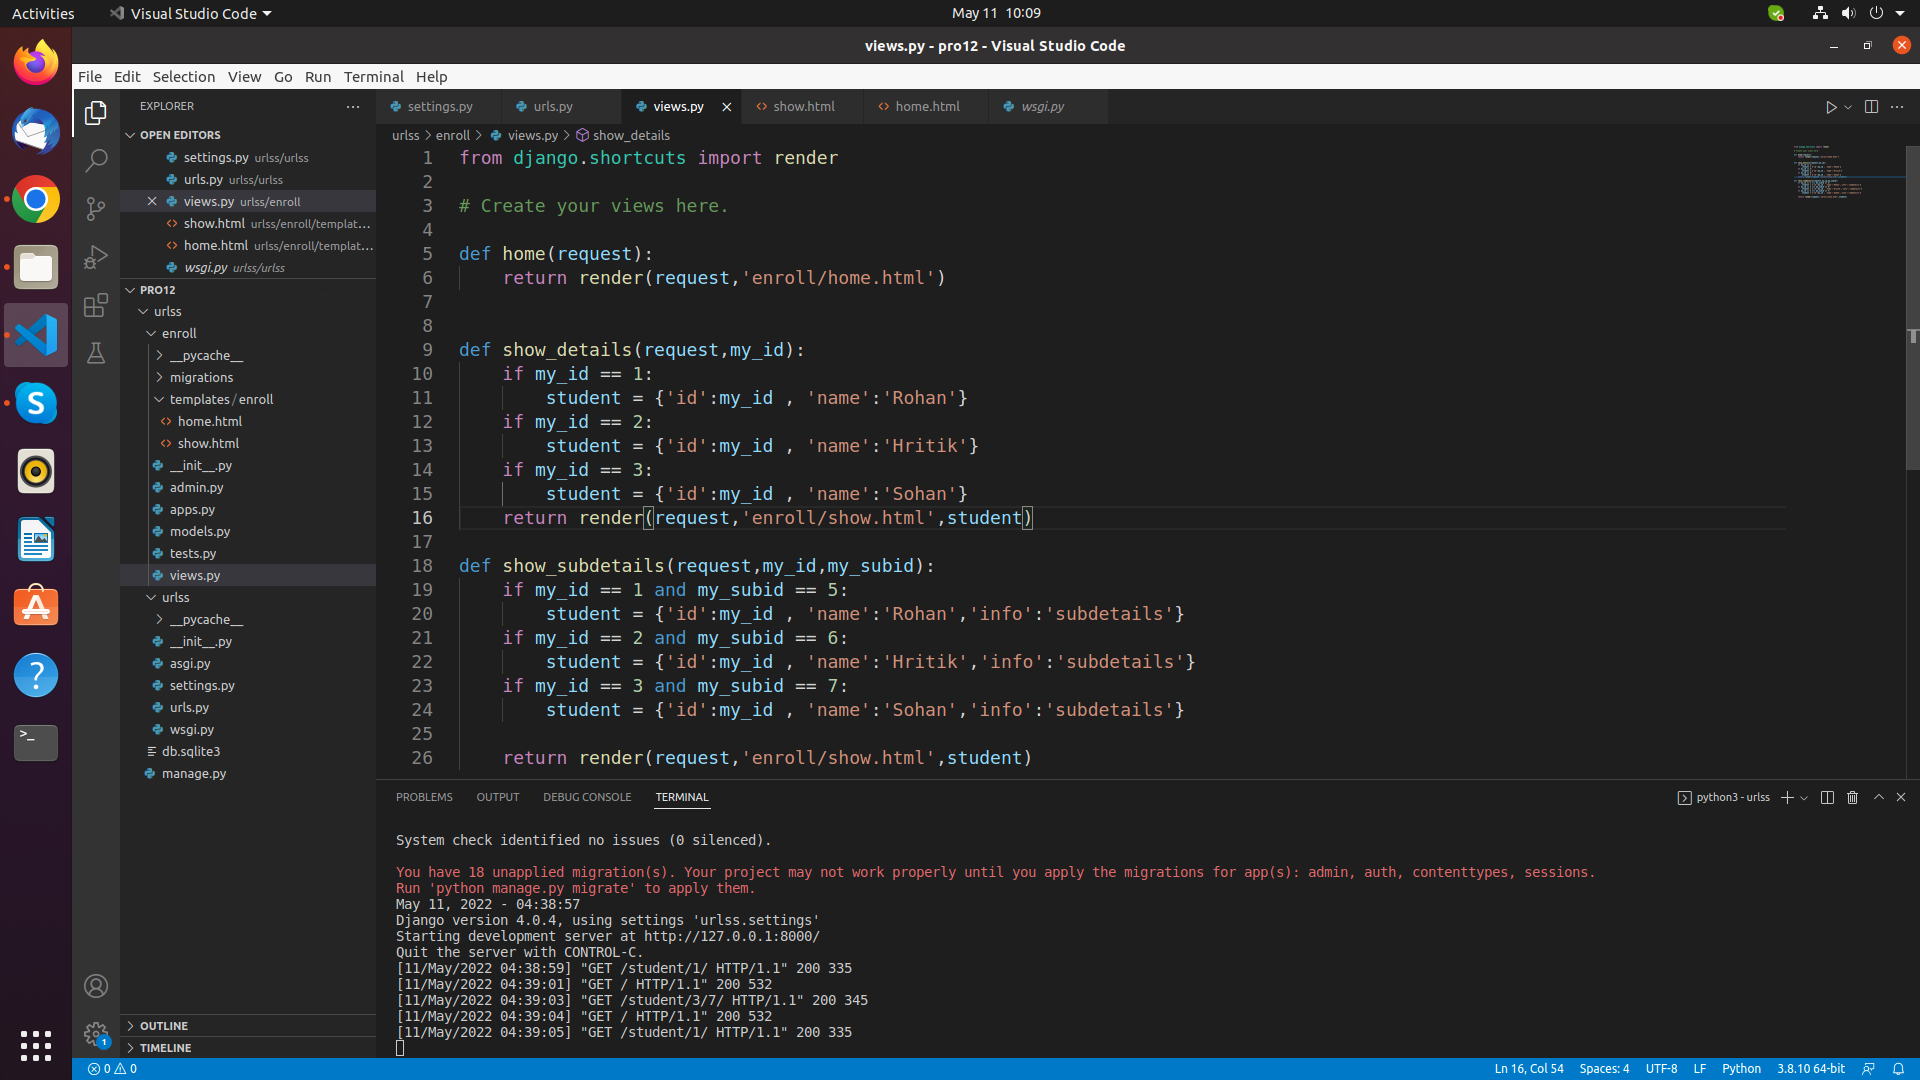 Activities Visual Studio Code May 11 10:09
views.py - pro12 - Visual Studio Code
File Edit Selection View Go Run Terminal Help
EXPLORER
OPEN EDITORS
settings.py urlss/urlss
urls.py urlss/urlss
views.py urlss/enroll
show.html urlss/enroll/templat...
home.html urlss/enroll/templat...
wsgi.py urlss/urlss
PRO12
urlss
enroll
__pycache__
migrations
templates/enroll
home.html
show.html
__init__.py
admin.py
apps.py
models.py
tests.py
views.py
urlss
__pycache__
__init__.py
asgi.py
settings.py
urls.py
wsgi.py
db.sqlite3
manage.py
OUTLINE
TIMELINE
settings.py urls.py views.py show.html home.html wsgi.py
urlss > enroll > views.py > show_details
1 from django.shortcuts import render
2
3 # Create your views here.
4
5 def home(request):
6 return render(request,'enroll/home.html')
7
8
9 def show_details(request,my_id):
10 if my_id == 1:
11 student = {'id':my_id , 'name':'Rohan'}
12 if my_id == 2:
13 student = {'id':my_id , 'name':'Hritik'}
14 if my_id == 3:
15 student = {'id':my_id , 'name':'Sohan'}
16 return render(request,'enroll/show.html',student)
17
18 def show_subdetails(request,my_id,my_subid):
19 if my_id == 1 and my_subid == 5:
20 student = {'id':my_id , 'name':'Rohan','info':'subdetails'}
21 if my_id == 2 and my_subid == 6:
22 student = {'id':my_id , 'name':'Hritik','info':'subdetails'}
23 if my_id == 3 and my_subid == 7:
24 student = {'id':my_id , 'name':'Sohan','info':'subdetails'}
25
26 return render(request,'enroll/show.html',student)
PROBLEMS OUTPUT DEBUG CONSOLE TERMINAL python3 - urlss
System check identified no issues (0 silenced).
You have 18 unapplied migration(s). Your project may not work properly until you apply the migrations for app(s): admin, auth, contenttypes, sessions.
Run 'python manage.py migrate' to apply them.
May 11, 2022 - 04:38:57
Django version 4.0.4, using settings 'urlss.settings'
Starting development server at http://127.0.0.1:8000/
Quit the server with CONTROL-C.
[11/May/2022 04:38:59] "GET /student/1/ HTTP/1.1" 200 335
[11/May/2022 04:39:01] "GET / HTTP/1.1" 200 532
[11/May/2022 04:39:03] "GET /student/3/7/ HTTP/1.1" 200 345
[11/May/2022 04:39:04] "GET / HTTP/1.1" 200 532
[11/May/2022 04:39:05] "GET /student/1/ HTTP/1.1" 200 335
1
0 0 Ln 16, Col 54 Spaces: 4 UTF-8 LF Python 3.8.10 64-bit